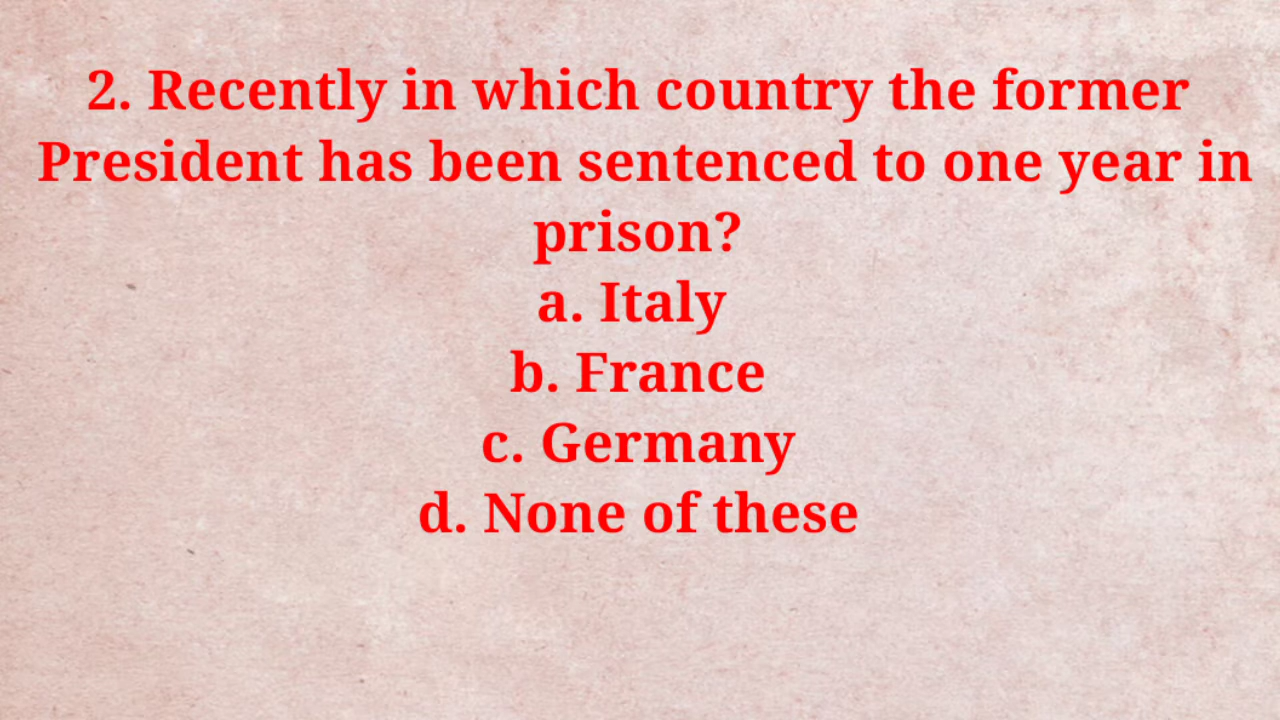 2. Recently in which country the former
President has been sentenced to one year in
prison?
a. Italy
b. France
c. Germany
d. None of these